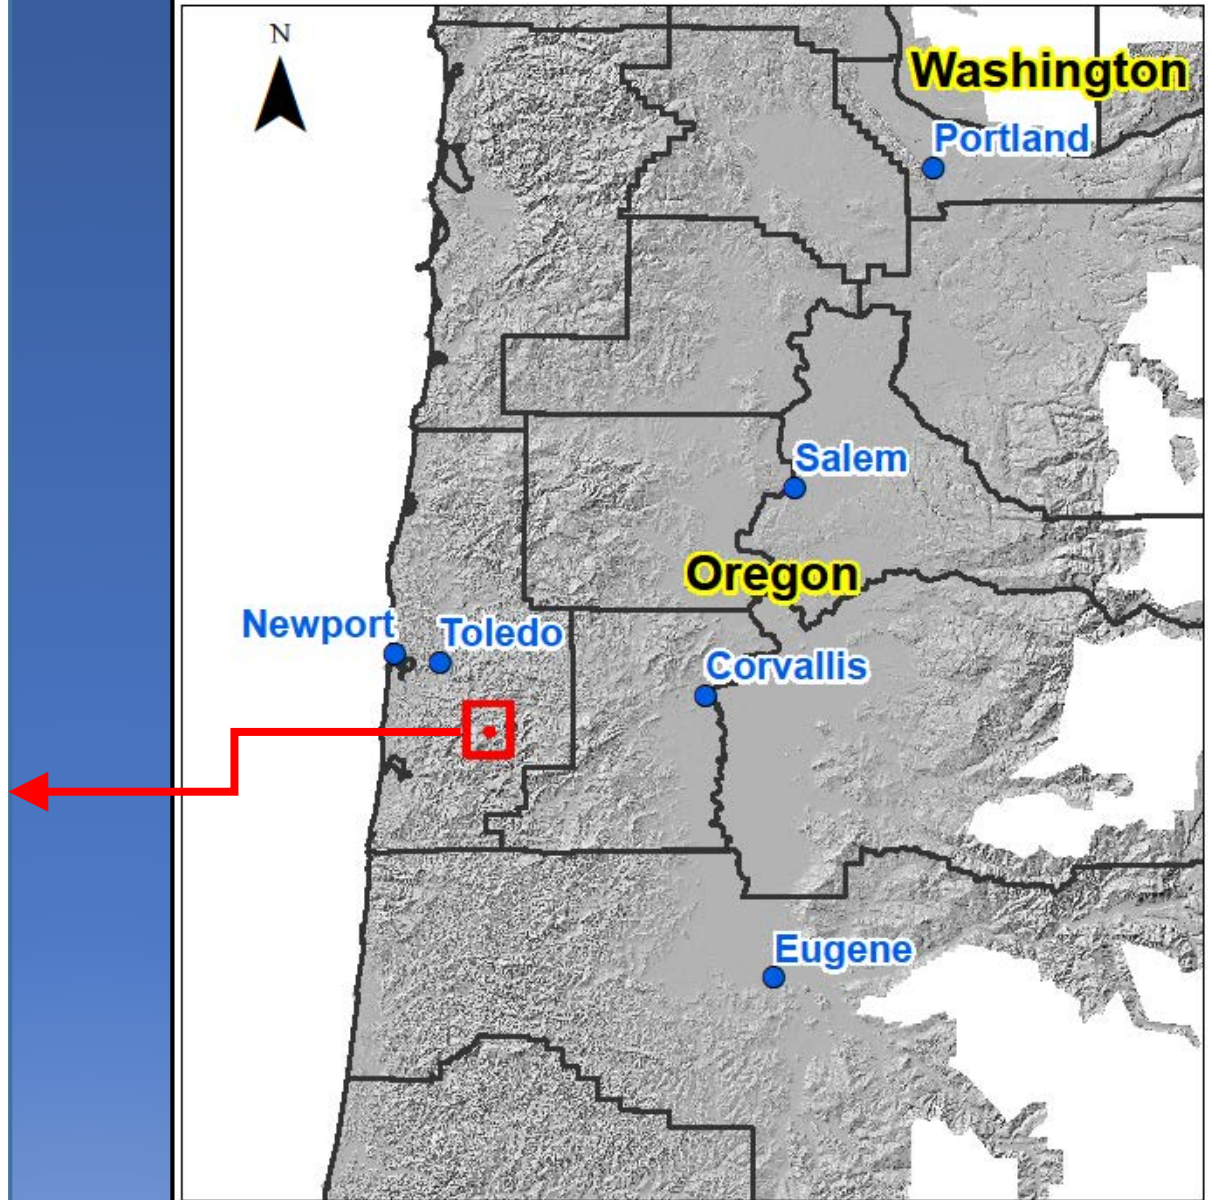 N
Washington
Portland
Salem
Oregon
Newport
Toledo
Corvallis
Eugene